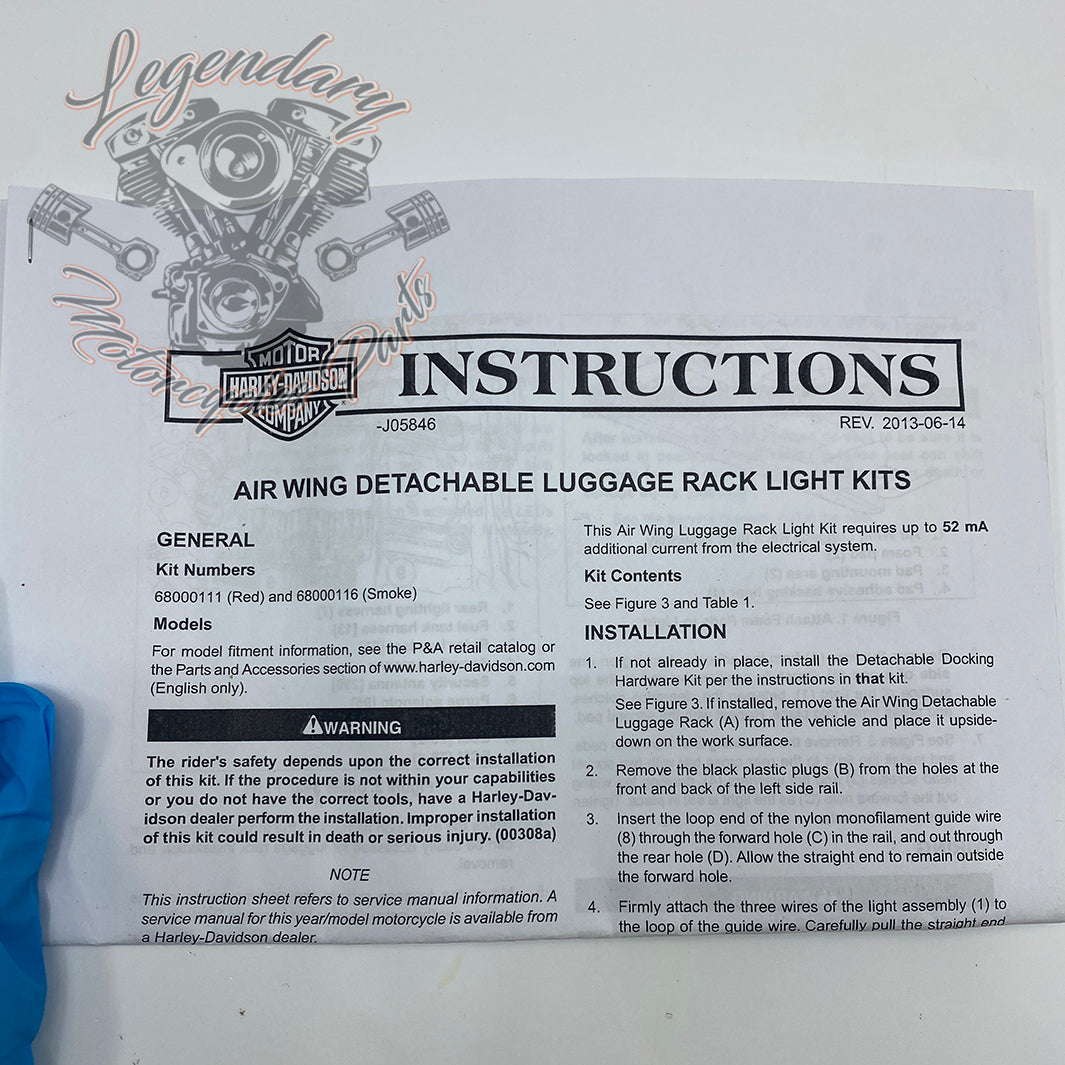 Legendary
Motorcycle Parts
MOTOR
HARLEY-DAVIDSON
COMPANY
INSTRUCTIONS
-J05846
REV. 2013-06-14
AIR WING DETACHABLE LUGGAGE RACK LIGHT KITS
GENERAL
Kit Numbers
68000111 (Red) and 68000116 (Smoke)
Models
For model fitment information, see the P&A retail catalor or
the Parts and Accessories section of www.harley-davidson.com
(English only).
WARNING
The rider's safety depends upon the correct installation
of this kit. If the procedure is not within your capabilities
or you do not have the correct tools, have a Harley-Dav-
idson dealer perform the installation. Improper installation
of this kit could result in death or serious injury. (00308a)
NOTE
This instruction sheet refers to service manual information. A
service manual for this year/model motorcycle is available from
a Harley-Davidson dealer.
This Air Wing Luggage Rack Light Kit requires up to 52 mA
additional current from the electrical system.
Kit Contents
See Figure 3 and Table 1.
INSTALLATION
1. If not already in place, install the Detachable Docking
Hardware Kit per the instructions in that kit.
See Figure 3. If installed, remove the Air Wing Detachable
Luggage Rack (A) from the vehicle and place it upside-
down on the work surface.
2. Remove the black plastic plugs (B) from the holes at the
front and back of the left side rail.
3. Insert the loop end of the nylon monofilament guide wire
(8) through the forward hole (C) in the rail, and out through
the rear hole (D). Allow the straight end to remain outside
the forward hole.
4. Firmly attach the three wires of the light assembly (1) to
the loop of the guide wire. Carefully pull the straight end